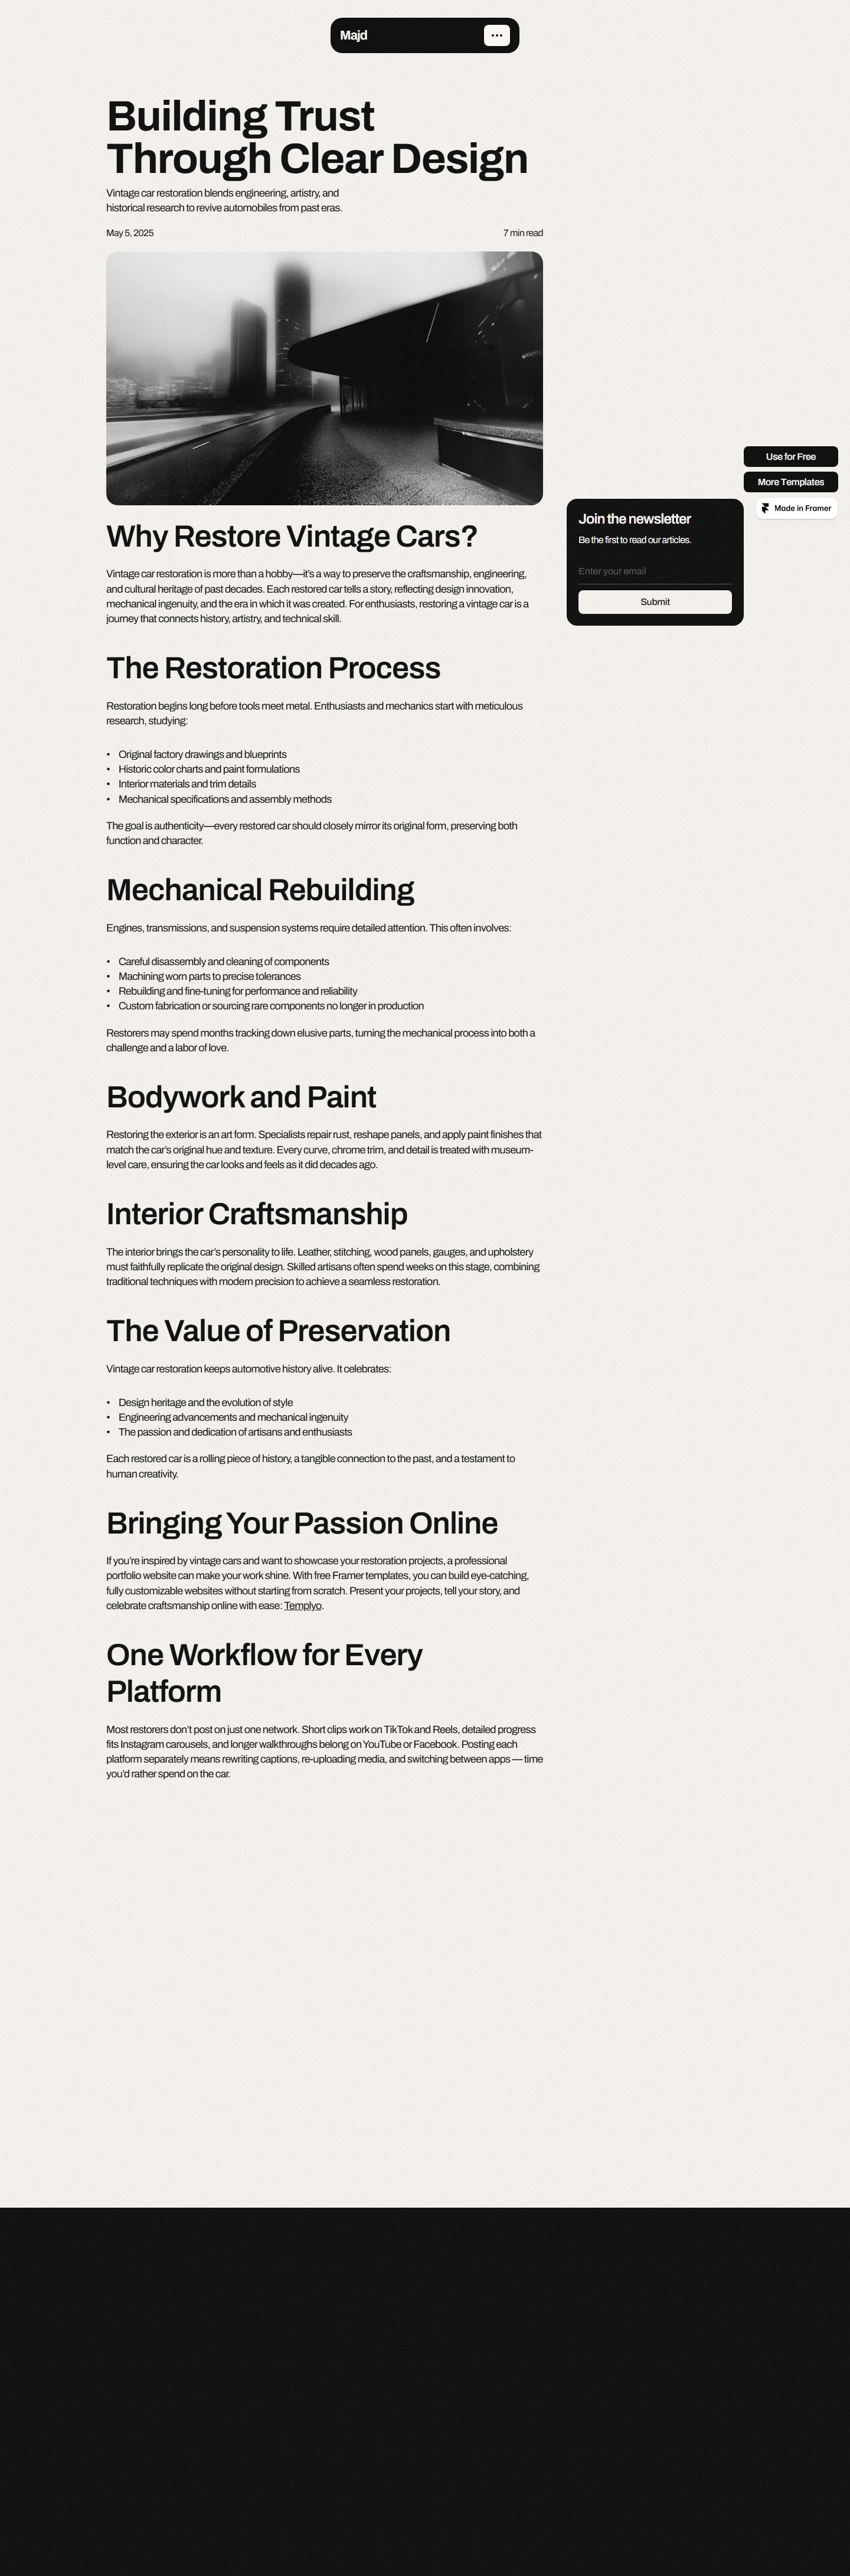 Majd
Building Trust
Through Clear Design
Vintage car restoration blends engineering, artistry, and
historical research to revive automobiles from past eras.
May 5, 2025
7 min read
Use for Free
More Templates
Made in Framer
Join the newsletter
Be the first to read our articles.
Enter your email
Submit
Why Restore Vintage Cars?
Vintage car restoration is more than a hobby—it’s a way to preserve the craftsmanship, engineering,
and cultural heritage of past decades. Each restored car tells a story, reflecting design innovation,
mechanical ingenuity, and the era in which it was created. For enthusiasts, restoring a vintage car is a
journey that connects history, artistry, and technical skill.
The Restoration Process
Restoration begins long before tools meet metal. Enthusiasts and mechanics start with meticulous
research, studying:
• Original factory drawings and blueprints
• Historic color charts and paint formulations
• Interior materials and trim details
• Mechanical specifications and assembly methods
The goal is authenticity—every restored car should closely mirror its original form, preserving both
function and character.
Mechanical Rebuilding
Engines, transmissions, and suspension systems require detailed attention. This often involves:
• Careful disassembly and cleaning of components
• Machining worn parts to precise tolerances
• Rebuilding and fine-tuning for performance and reliability
• Custom fabrication or sourcing rare components no longer in production
Restorers may spend months tracking down elusive parts, turning the mechanical process into both a
challenge and a labor of love.
Bodywork and Paint
Restoring the exterior is an art form. Specialists repair rust, reshape panels, and apply paint finishes that
match the car’s original hue and texture. Every curve, chrome trim, and detail is treated with museum-
level care, ensuring the car looks and feels as it did decades ago.
Interior Craftsmanship
The interior brings the car’s personality to life. Leather, stitching, wood panels, gauges, and upholstery
must faithfully replicate the original design. Skilled artisans often spend weeks on this stage, combining
traditional techniques with modern precision to achieve a seamless restoration.
The Value of Preservation
Vintage car restoration keeps automotive history alive. It celebrates:
• Design heritage and the evolution of style
• Engineering advancements and mechanical ingenuity
• The passion and dedication of artisans and enthusiasts
Each restored car is a rolling piece of history, a tangible connection to the past, and a testament to
human creativity.
Bringing Your Passion Online
If you’re inspired by vintage cars and want to showcase your restoration projects, a professional
portfolio website can make your work shine. With free Framer templates, you can build eye-catching,
fully customizable websites without starting from scratch. Present your projects, tell your story, and
celebrate craftsmanship online with ease: Templyo.
One Workflow for Every
Platform
Most restorers don’t post on just one network. Short clips work on TikTok and Reels, detailed progress
fits Instagram carousels, and longer walkthroughs belong on YouTube or Facebook. Posting each
platform separately means rewriting captions, re-uploading media, and switching between apps — time
you’d rather spend on the car.